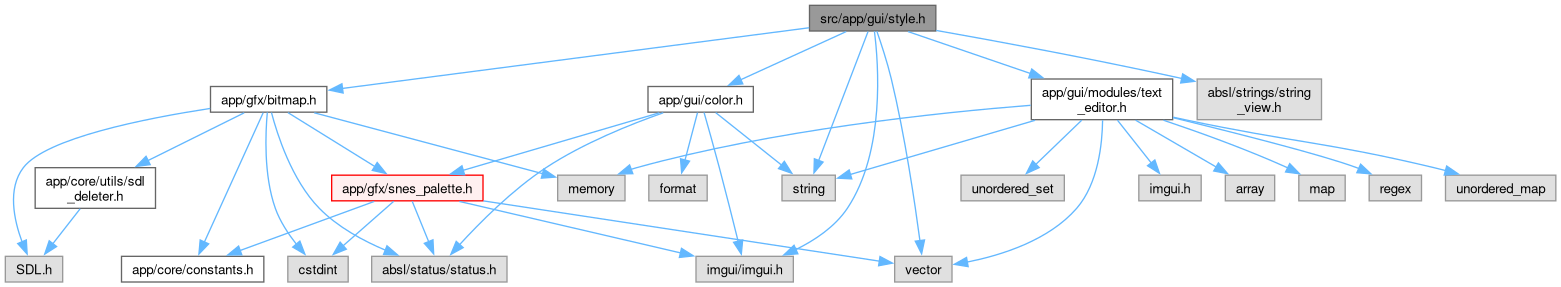 src/app/gui/style.h
app/gfx/bitmap.h
app/gui/color.h
app/gui/modules/text
_editor.h
absl/strings/string
_view.h
app/core/utils/sdl
_deleter.h
app/gfx/snes_palette.h
memory
format
string
unordered_set
imgui.h
array
map
regex
unordered_map
SDL.h
app/core/constants.h
cstdint
absl/status/status.h
imgui/imgui.h
vector